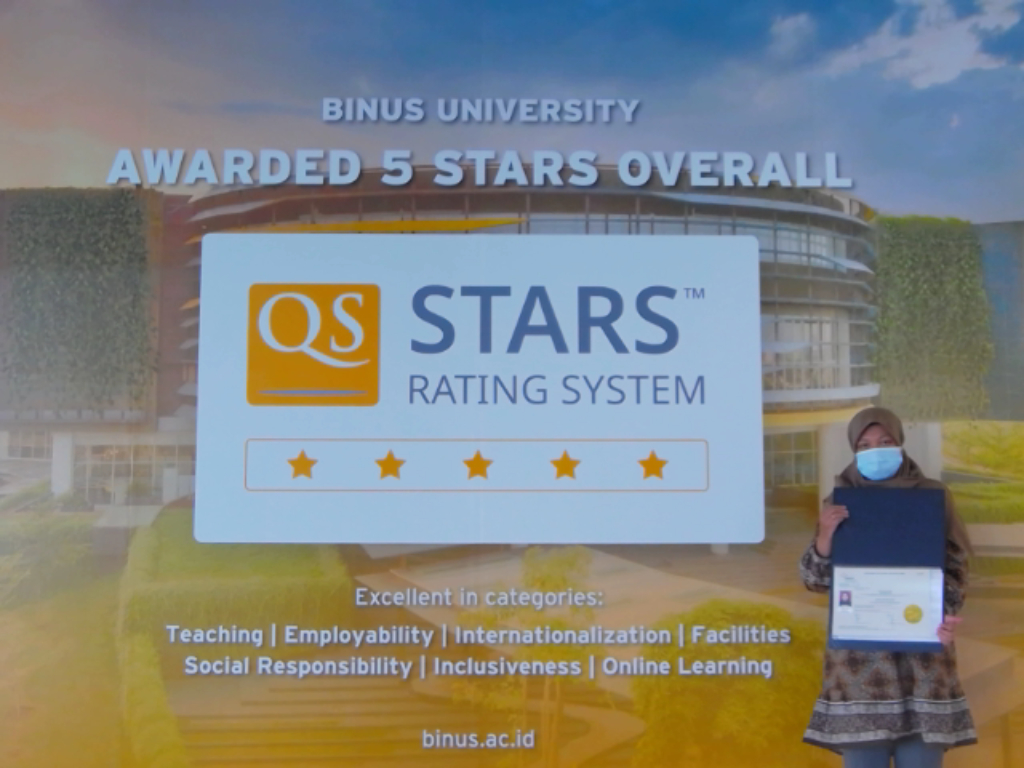 BINUS UNIVERSITY
AWARDED 5 STARS OVERALL
QS
STARS™
RATING SYSTEM
Excellent in categories:
Teaching | Employability | Internationalization | Facilities
Social Responsibility | Inclusiveness | Online Learning
binus.ac.id